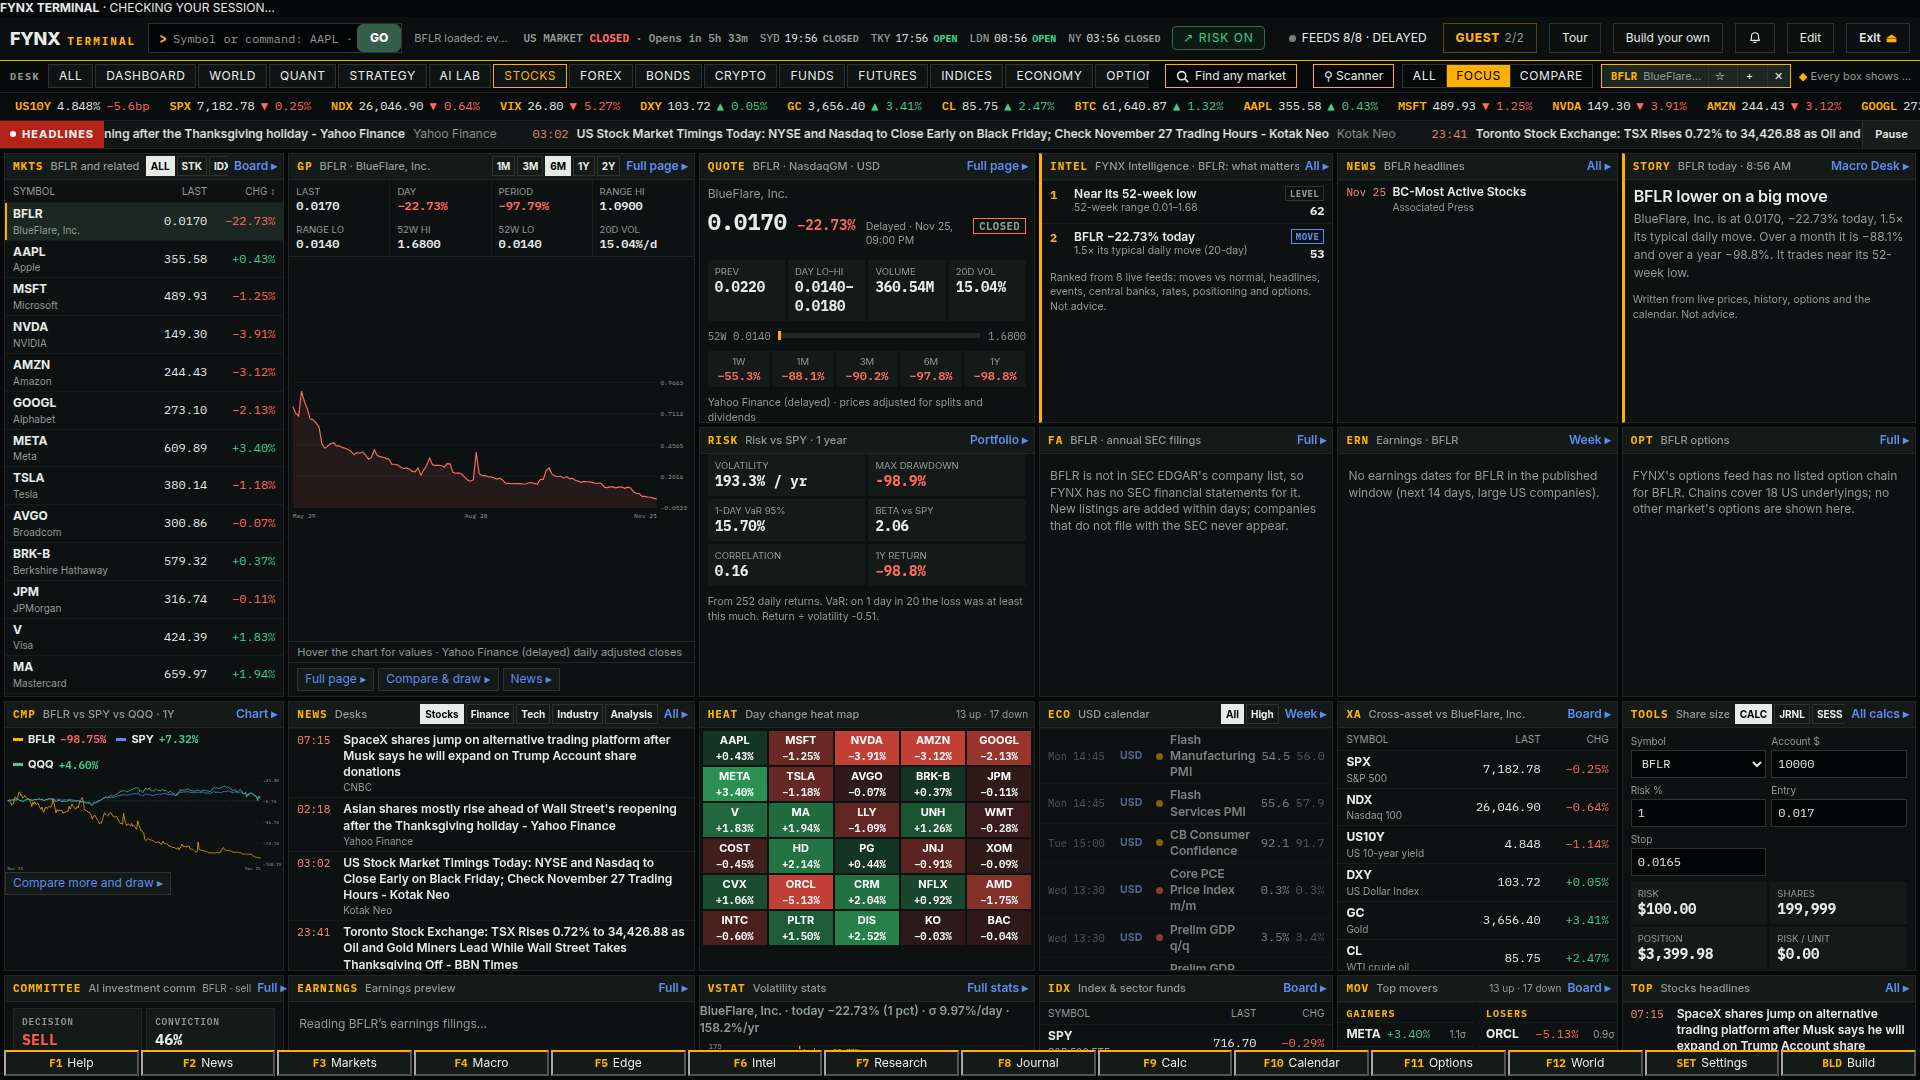 FYNX TERMINAL · CHECKING YOUR SESSION...
FYNX TERMINAL > Symbol or command: AAPL · GO BFLR loaded: ev... US MARKET CLOSED · Opens in 5h 33m SYD 19:56 CLOSED TKY 17:56 OPEN LDN 08:56 OPEN NY 03:56 CLOSED ↗ RISK ON FEEDS 8/8 · DELAYED GUEST 2/2 Tour Build your own Edit Exit
DESK ALL DASHBOARD WORLD QUANT STRATEGY AI LAB STOCKS FOREX BONDS CRYPTO FUNDS FUTURES INDICES ECONOMY OPTION Find any market Scanner ALL FOCUS COMPARE BFLR BlueFlare... ☆ + ✕ ◆ Every box shows ...
US10Y 4.848% −5.6bp SPX 7,182.78 ▼ 0.25% NDX 26,046.90 ▼ 0.64% VIX 26.80 ▼ 5.27% DXY 103.72 ▲ 0.05% GC 3,656.40 ▲ 3.41% CL 85.75 ▲ 2.47% BTC 61,640.87 ▲ 1.32% AAPL 355.58 ▲ 0.43% MSFT 489.93 ▼ 1.25% NVDA 149.30 ▼ 3.91% AMZN 244.43 ▼ 3.12% GOOGL 273
HEADLINES ning after the Thanksgiving holiday - Yahoo Finance Yahoo Finance 03:02 US Stock Market Timings Today: NYSE and Nasdaq to Close Early on Black Friday; Check November 27 Trading Hours - Kotak Neo Kotak Neo 23:41 Toronto Stock Exchange: TSX Rises 0.72% to 34,426.88 as Oil and Pause
MKTS BFLR and related ALL STK IDX Board ▸
SYMBOL LAST CHG ↕
BFLR 0.0170 −22.73%
BlueFlare, Inc.
AAPL 355.58 +0.43%
Apple
MSFT 489.93 −1.25%
Microsoft
NVDA 149.30 −3.91%
NVIDIA
AMZN 244.43 −3.12%
Amazon
GOOGL 273.10 −2.13%
Alphabet
META 609.89 +3.40%
Meta
TSLA 380.14 −1.18%
Tesla
AVGO 300.86 −0.07%
Broadcom
BRK-B 579.32 +0.37%
Berkshire Hathaway
JPM 316.74 −0.11%
JPMorgan
V 424.39 +1.83%
Visa
MA 659.97 +1.94%
Mastercard
GP BFLR · BlueFlare, Inc. 1M 3M 6M 1Y 2Y Full page ▸
LAST DAY PERIOD RANGE HI
0.0170 −22.73% −97.79% 1.0900
RANGE LO 52W HI 52W LO 20D VOL
0.0140 1.6800 0.0140 15.04%/d
0.9663
0.7112
0.2016
−0.0533
May 29 Aug 28 Nov 25
Hover the chart for values · Yahoo Finance (delayed) daily adjusted closes
Full page ▸ Compare & draw ▸ News ▸
QUOTE BFLR · NasdaqGM · USD Full page ▸
BlueFlare, Inc.
0.0170 −22.73% Delayed · Nov 25, 09:00 PM CLOSED
PREV DAY LO–HI VOLUME 20D VOL
0.0220 0.0140–0.0180 360.54M 15.04%
52W 0.0140 1.6800
1W 1M 3M 6M 1Y
−55.3% −88.1% −90.2% −97.8% −98.8%
Yahoo Finance (delayed) · prices adjusted for splits and
dividends
INTEL FYNX Intelligence · BFLR: what matters All ▸
1 Near its 52-week low LEVEL
52-week range 0.01–1.68 62
2 BFLR −22.73% today MOVE
1.5× its typical daily move (20-day) 53
Ranked from 8 live feeds: moves vs normal, headlines,
events, central banks, rates, positioning and options.
Not advice.
NEWS BFLR headlines All ▸
Nov 25 BC-Most Active Stocks
Associated Press
STORY BFLR today · 8:56 AM Macro Desk ▸
BFLR lower on a big move
BlueFlare, Inc. is at 0.0170, −22.73% today, 1.5×
its typical daily move. Over a month it is −88.1%
and over a year −98.8%. It trades near its 52-
week low.
Written from live prices, history, options and the
calendar. Not advice.
RISK Risk vs SPY · 1 year Portfolio ▸
VOLATILITY MAX DRAWDOWN
193.3% / yr −98.9%
1-DAY VaR 95% BETA vs SPY
15.70% 2.06
CORRELATION 1Y RETURN
0.16 −98.8%
From 252 daily returns. VaR: on 1 day in 20 the loss was at least
this much. Return ÷ volatility -0.51.
FA BFLR · annual SEC filings Full ▸
BFLR is not in SEC EDGAR's company list, so
FYNX has no SEC financial statements for it.
New listings are added within days; companies
that do not file with the SEC never appear.
ERN Earnings · BFLR Week ▸
No earnings dates for BFLR in the published
window (next 14 days, large US companies).
OPT BFLR options Full ▸
FYNX's options feed has no listed option chain
for BFLR. Chains cover 18 US underlyings; no
other market's options are shown here.
CMP BFLR vs SPY vs QQQ · 1Y Chart ▸
BFLR −98.75% SPY +7.32%
QQQ +4.60%
Compare more and draw ▸
NEWS Desks Stocks Finance Tech Industry Analysis All ▸
07:15 SpaceX shares jump on alternative trading platform after
Musk says he will expand on Trump Account share
donations
CNBC
02:18 Asian shares mostly rise ahead of Wall Street's reopening
after the Thanksgiving holiday - Yahoo Finance
Yahoo Finance
03:02 US Stock Market Timings Today: NYSE and Nasdaq to
Close Early on Black Friday; Check November 27 Trading
Hours - Kotak Neo
Kotak Neo
23:41 Toronto Stock Exchange: TSX Rises 0.72% to 34,426.88 as
Oil and Gold Miners Lead While Wall Street Takes
Thanksgiving Off - BBN Times
HEAT Day change heat map 13 up · 17 down
AAPL MSFT NVDA AMZN GOOGL
+0.43% −1.25% −3.91% −3.12% −2.13%
META TSLA AVGO BRK-B JPM
+3.40% −1.18% −0.07% +0.37% −0.11%
V MA LLY UNH WMT
+1.83% +1.94% −1.09% +1.26% −0.28%
COST HD PG JNJ XOM
−0.45% +2.14% +0.44% −0.91% −0.09%
CVX ORCL CRM NFLX AMD
+1.06% −5.13% +2.04% +0.92% −1.75%
INTC PLTR DIS KO BAC
−0.60% +1.50% +2.52% −0.03% −0.04%
ECO USD calendar All High Week ▸
Mon 14:45 USD Flash Manufacturing PMI 54.5 56.0
Mon 14:45 USD Flash Services PMI 55.6 57.9
Tue 15:00 USD CB Consumer Confidence 92.1 91.7
Wed 13:30 USD Core PCE Price Index m/m 0.3% 0.3%
Wed 13:30 USD Prelim GDP q/q 3.5% 3.4%
Prelim GDP
XA Cross-asset vs BlueFlare, Inc. Board ▸
SYMBOL LAST CHG
SPX 7,182.78 −0.25%
S&P 500
NDX 26,046.90 −0.64%
Nasdaq 100
US10Y 4.848 −1.14%
US 10-year yield
DXY 103.72 +0.05%
US Dollar Index
GC 3,656.40 +3.41%
Gold
CL 85.75 +2.47%
WTI crude oil
TOOLS Share size CALC JRNL SESS All calcs ▸
Symbol Account $
BFLR 10000
Risk % Entry
1 0.017
Stop
0.0165
RISK SHARES
$100.00 199,999
POSITION RISK / UNIT
$3,399.98 $0.00
COMMITTEE AI investment comm BFLR · sell Full ▸
DECISION CONVICTION
SELL 46%
EARNINGS Earnings preview Full ▸
Reading BFLR's earnings filings...
VSTAT Volatility stats Full stats ▸
BlueFlare, Inc. · today −22.73% (1 pct) · σ 9.97%/day ·
158.2%/yr
175
IDX Index & sector funds Board ▸
SYMBOL LAST CHG
SPY 716.70 −0.29%
MOV Top movers 13 up · 17 down Board ▸
GAINERS LOSERS
META +3.40% 1.1σ ORCL −5.13% 0.9σ
TOP Stocks headlines All ▸
07:15 SpaceX shares jump on alternative
trading platform after Musk says he will
expand on Trump Account share
F1 Help F2 News F3 Markets F4 Macro F5 Edge F6 Intel F7 Research F8 Journal F9 Calc F10 Calendar F11 Options F12 World SET Settings BLD Build